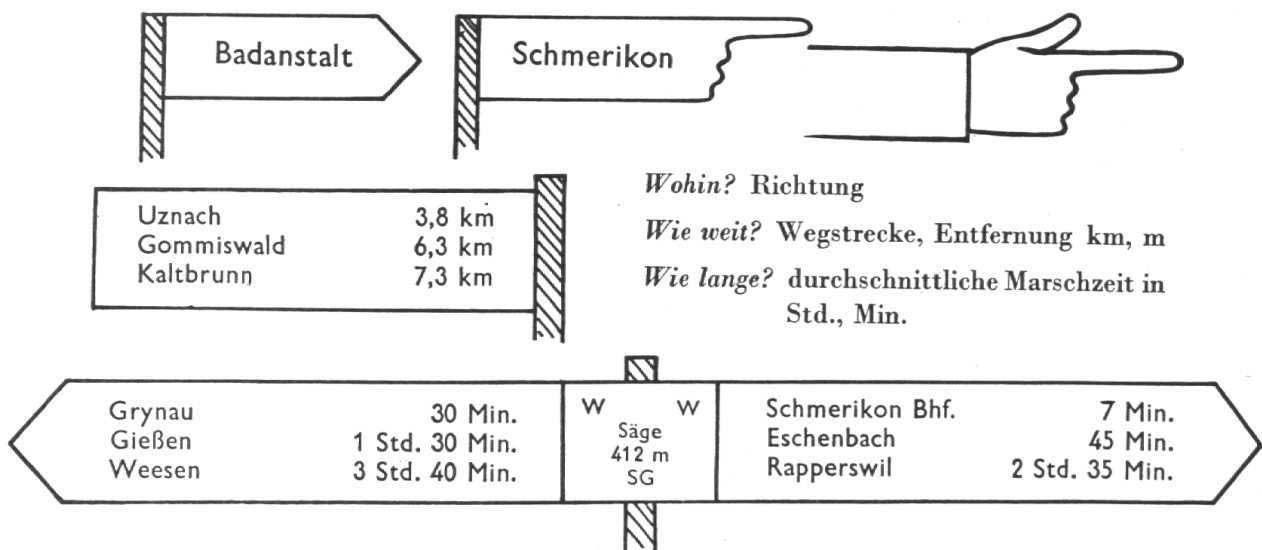 Badanstalt
Schmerikon
Uznach 3,8 km
Gommiswald 6,3 km
Kaltbrunn 7,3 km
Wohin? Richtung
Wie weit? Wegstrecke, Entfernung km, m
Wie lange? durchschnittliche Marschzeit in
Std., Min.
Grynau 30 Min.
Gießen 1 Std. 30 Min.
Weesen 3 Std. 40 Min.
W W
Säge
412 m
SG
Schmerikon Bhf. 7 Min.
Eschenbach 45 Min.
Rapperswil 2 Std. 35 Min.